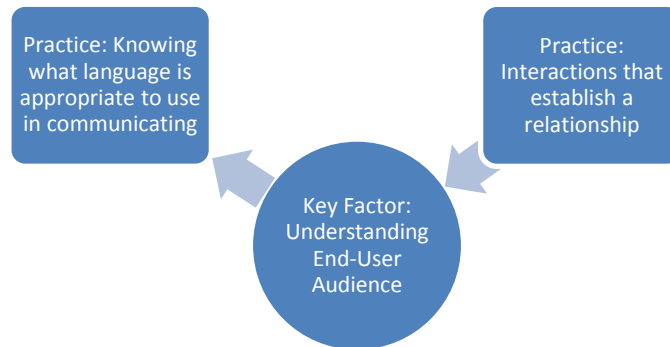 Practice: Knowing
what language is
appropriate to use
in communicating
Practice:
Interactions that
establish a
relationship
Key Factor:
Understanding
End-User
Audience